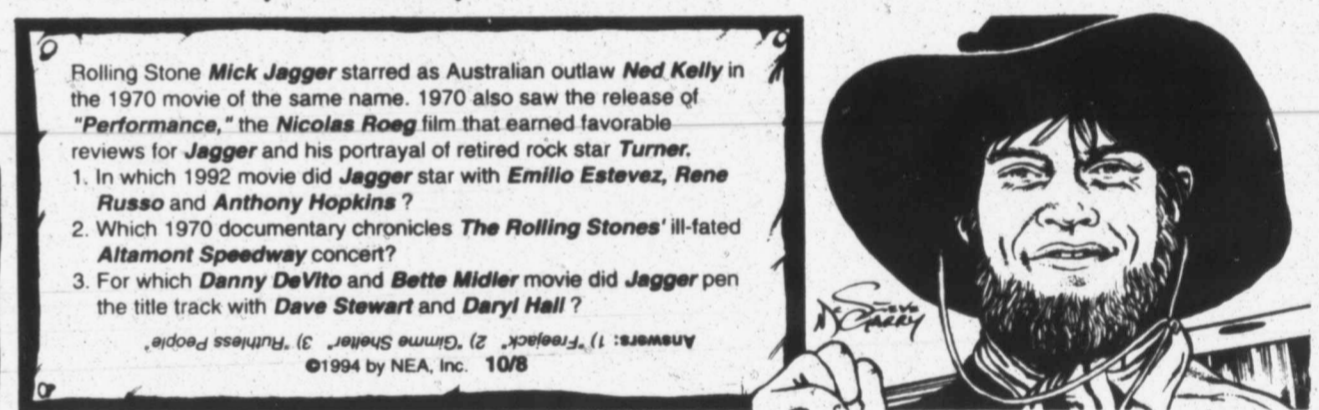 Rolling Stone Mick Jagger starred as Australian outlaw Ned Kelly in
the 1970 movie of the same name. 1970 also saw the release of
"Performance," the Nicolas Roeg film that earned favorable
reviews for Jagger and his portrayal of retired rock star Turner.
1. In which 1992 movie did Jagger star with Emilio Estevez, Rene
Russo and Anthony Hopkins ?
2. Which 1970 documentary chronicles The Rolling Stones' ill-fated
Altamont Speedway concert?
3. For which Danny DeVito and Bette Midler movie did Jagger pen
the title track with Dave Stewart and Daryl Hall ?
Answers: 1) "Freejack." 2) "Gimme Shelter." 3) "Ruthless People."
©1994 by NEA, Inc. 10/8
Steve
McGarry